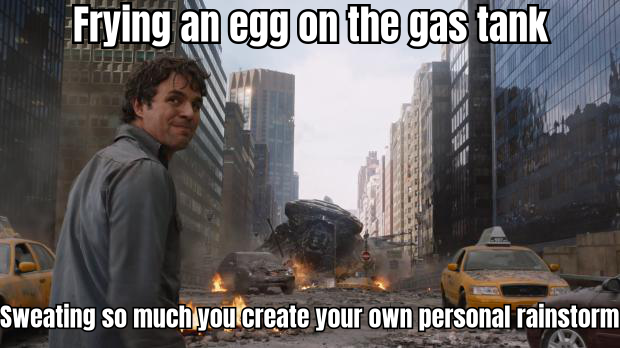 Frying an egg on the gas tank
Sweating so much you create your own personal rainstorm